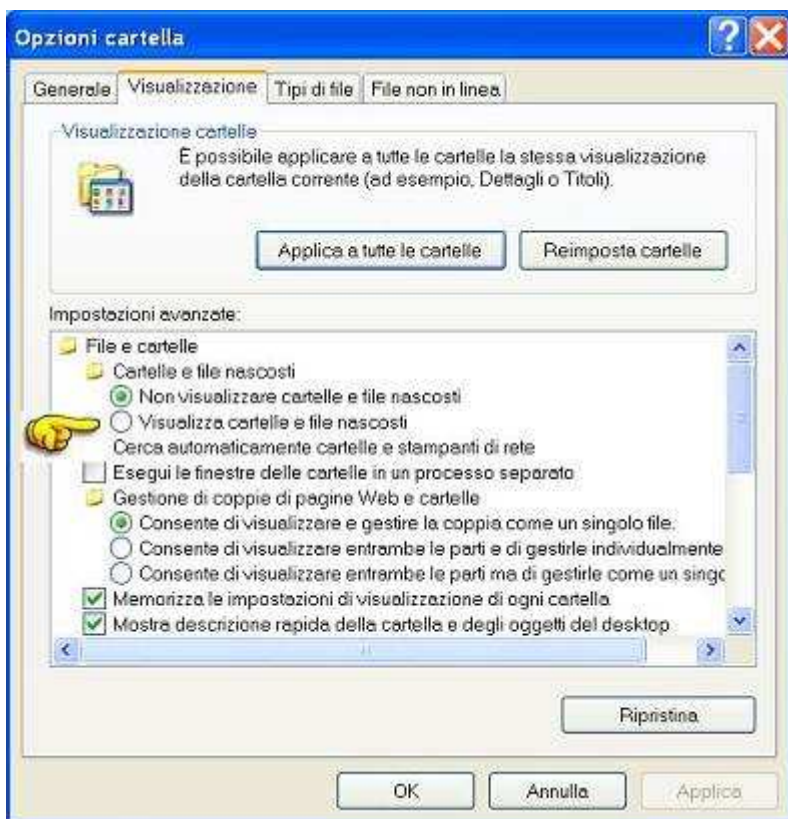 Opzioni cartella
Generale
Visualizzazione
Tipi di file
File non in linea
Visualizzazione cartelle
È possibile applicare a tutte le cartelle la stessa visualizzazione
della cartella corrente (ad esempio, Dettagli o Titoli).
Applica a tutte le cartelle
Reimposta cartelle
Impostazioni avanzate:
File e cartelle
Cartelle e file nascosti
Non visualizzare cartelle e file nascosti
Visualizza cartelle e file nascosti
Cerca automaticamente cartelle e stampanti di rete
Esegui le finestre delle cartelle in un processo separato
Gestione di coppie di pagine Web e cartelle
Consente di visualizzare e gestire la coppia come un singolo file.
Consente di visualizzare entrambe le parti e di gestirle individualmente
Consente di visualizzare entrambe le parti ma di gestirle come un singo
Memorizza le impostazioni di visualizzazione di ogni cartella
Mostra descrizione rapida della cartella e degli oggetti del desktop
Ripristina
OK
Annulla
Applica